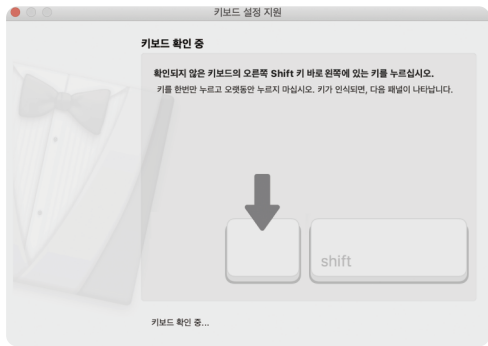 키보드 설정 지원
키보드 확인 중
확인되지 않은 키보드의 오른쪽 Shift 키 바로 왼쪽에 있는 키를 누르십시오.
키를 한번만 누르고 오랫동안 누르지 마십시오. 키가 인식되면, 다음 패널이 나타납니다.
shift
키보드 확인 중...